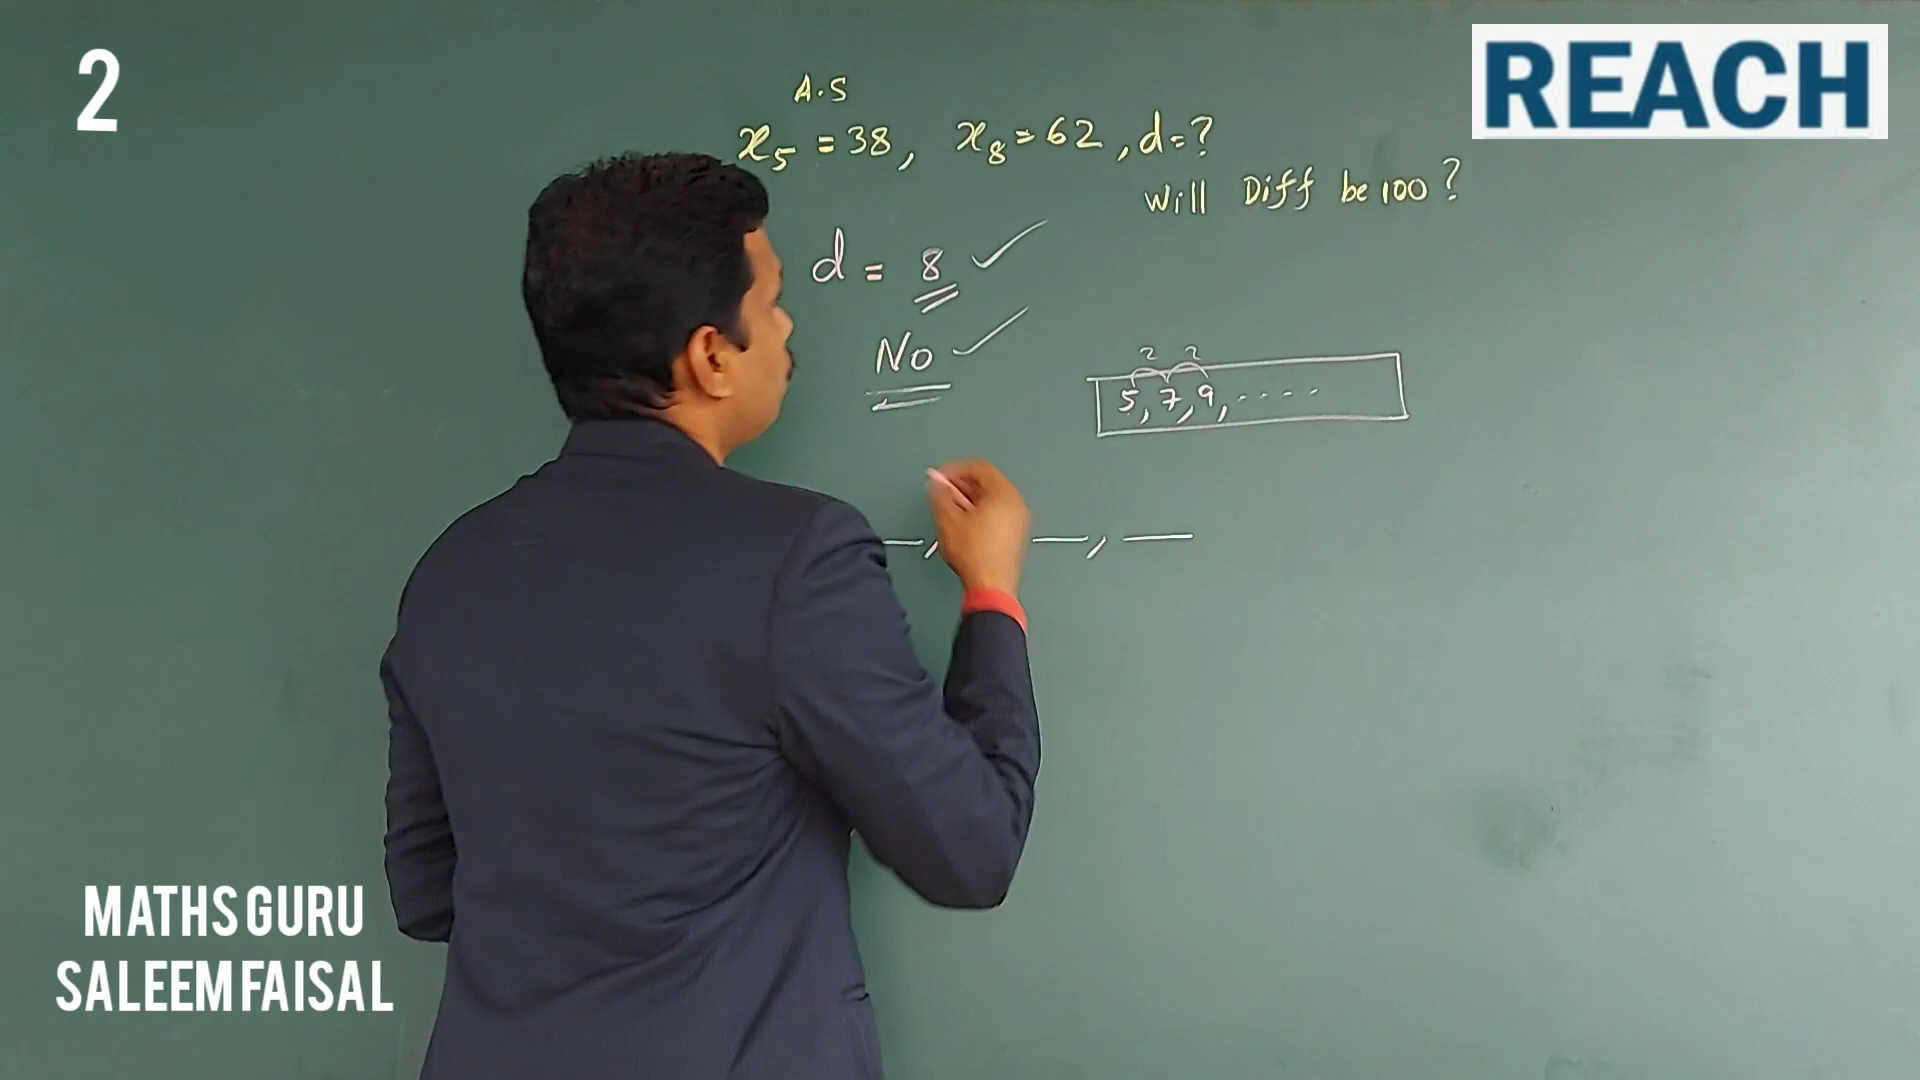 2
REACH
A.S
x₅ = 38, x₈ = 62, d = ?
Will Diff be 100 ?
d = 8 ✓
No ✓
2 2
5, 7, 9, ....
MATHS GURU
SALEEM FAISAL